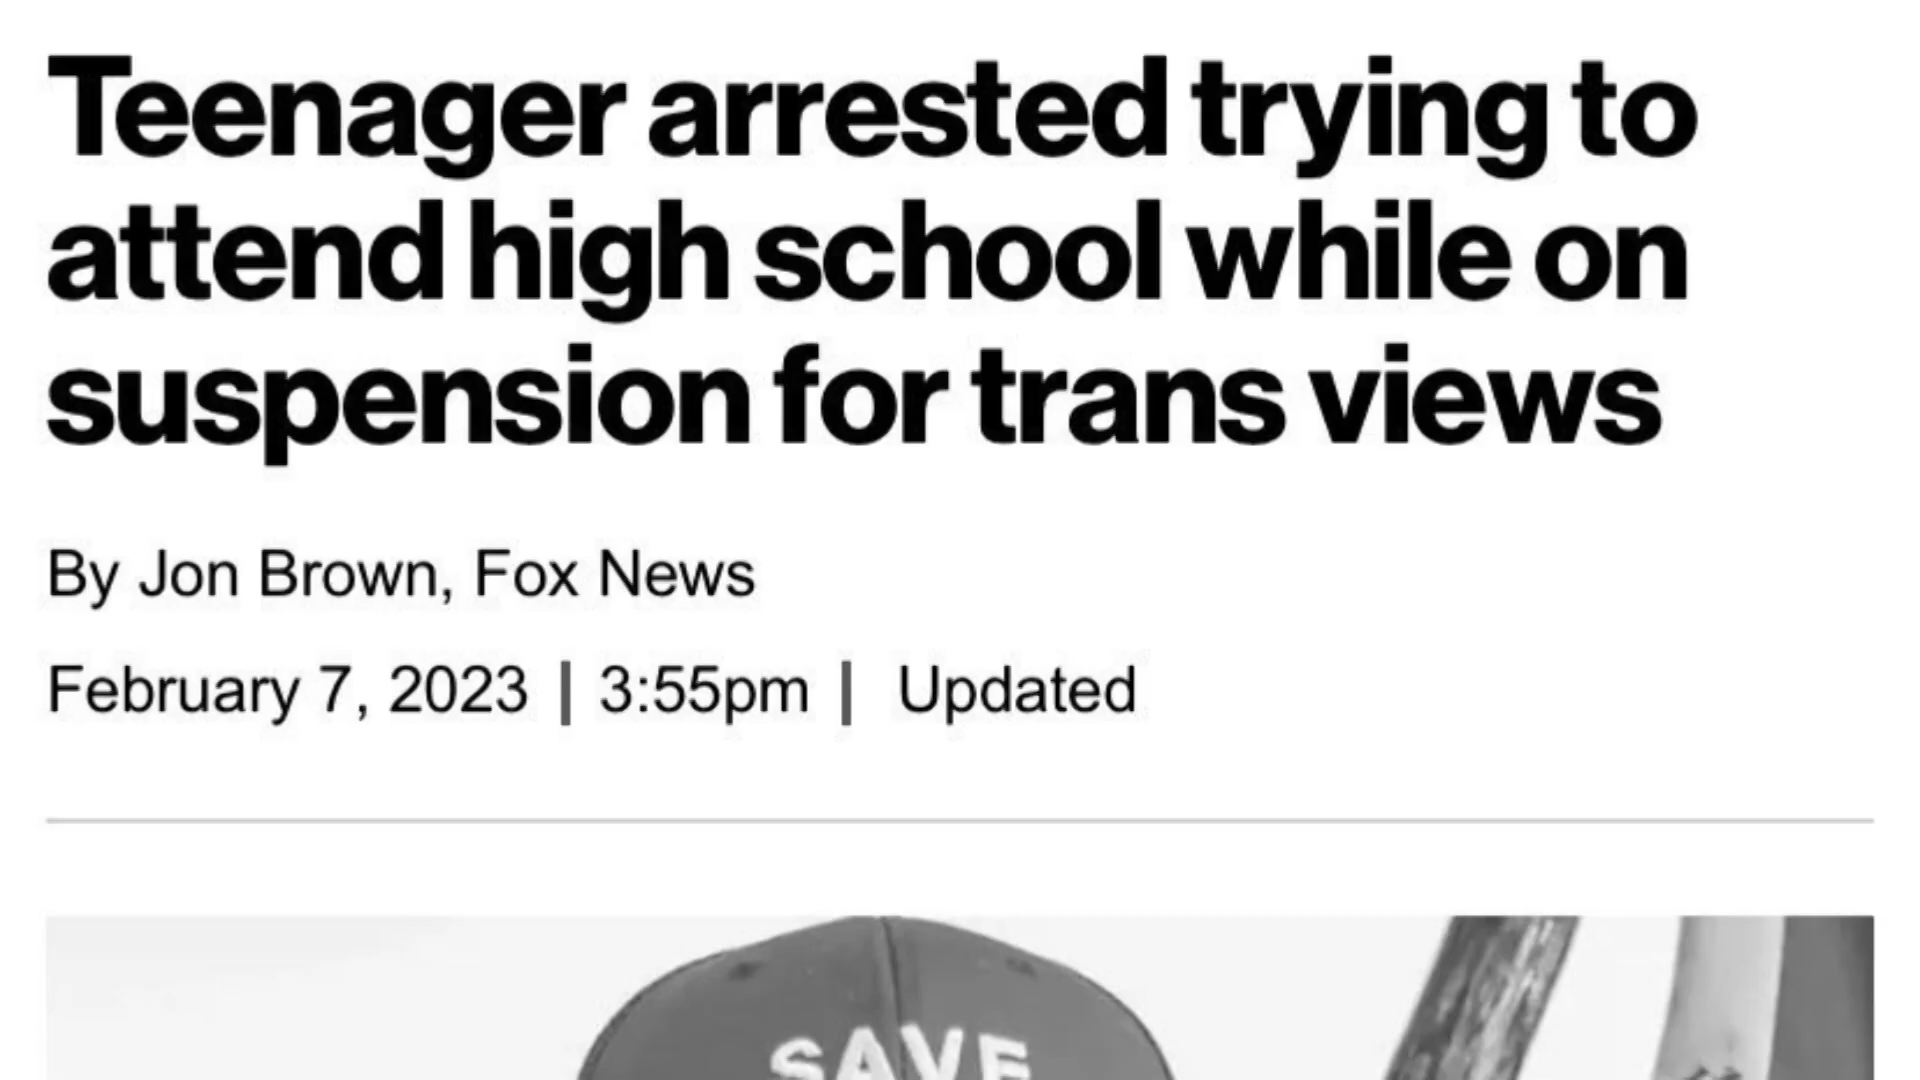 Teenager arrested trying to
attend high school while on
suspension for trans views
By Jon Brown, Fox News
February 7, 2023 | 3:55pm | Updated
SAVE